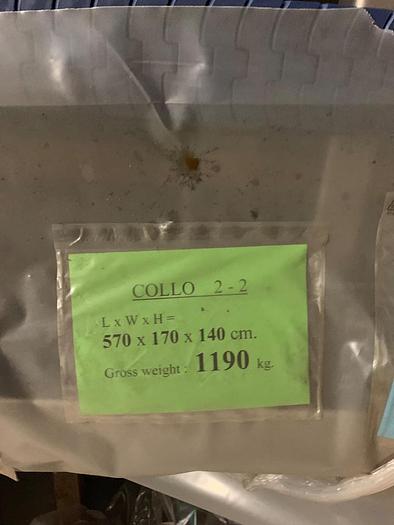 COLLO 2 - 2
L x W x H =
570 x 170 x 140 cm.
Gross weight : 1190 kg.